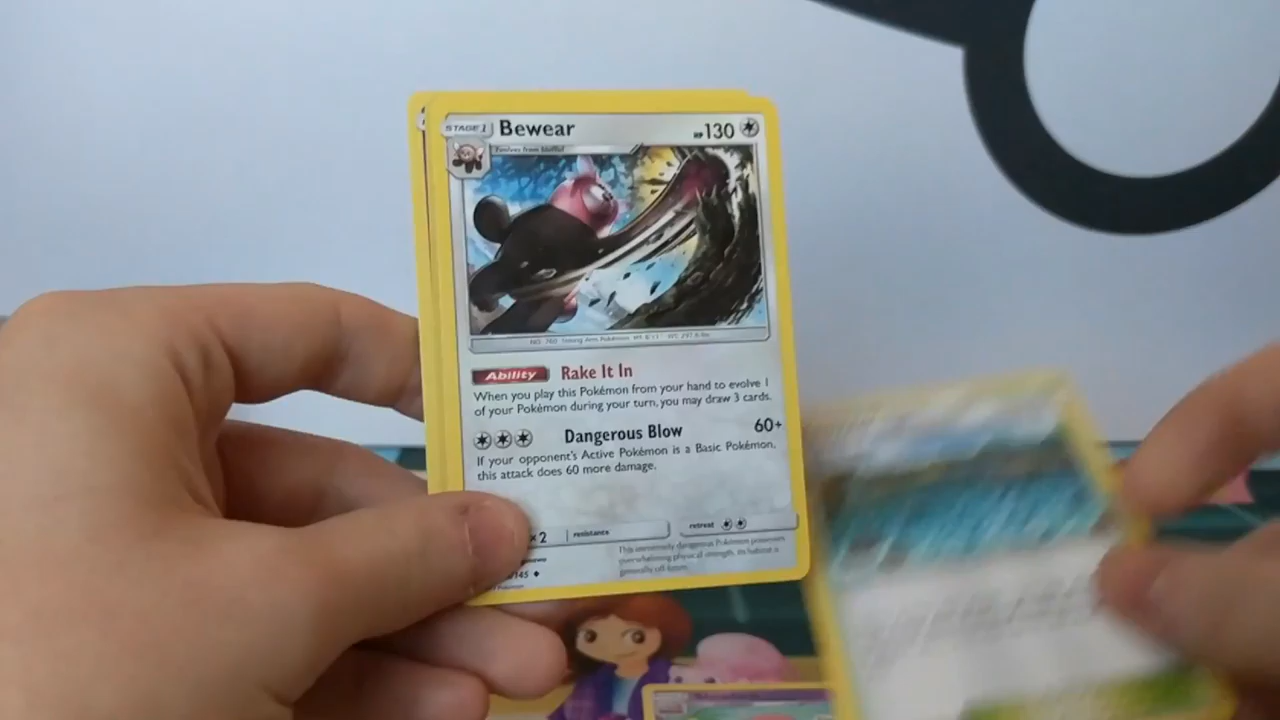 STAGE 1 Bewear HP 130
Evolves from Stufful
Ability Rake It In
When you play this Pokémon from your hand to evolve 1
of your Pokémon during your turn, you may draw 3 cards.
Dangerous Blow 60+
If your opponent's Active Pokémon is a Basic Pokémon,
this attack does 60 more damage.
×2 resistance retreat
This immensely dangerous Pokémon possesses
overwhelming physical strength. Its habitat is
generally off-limits.
/145